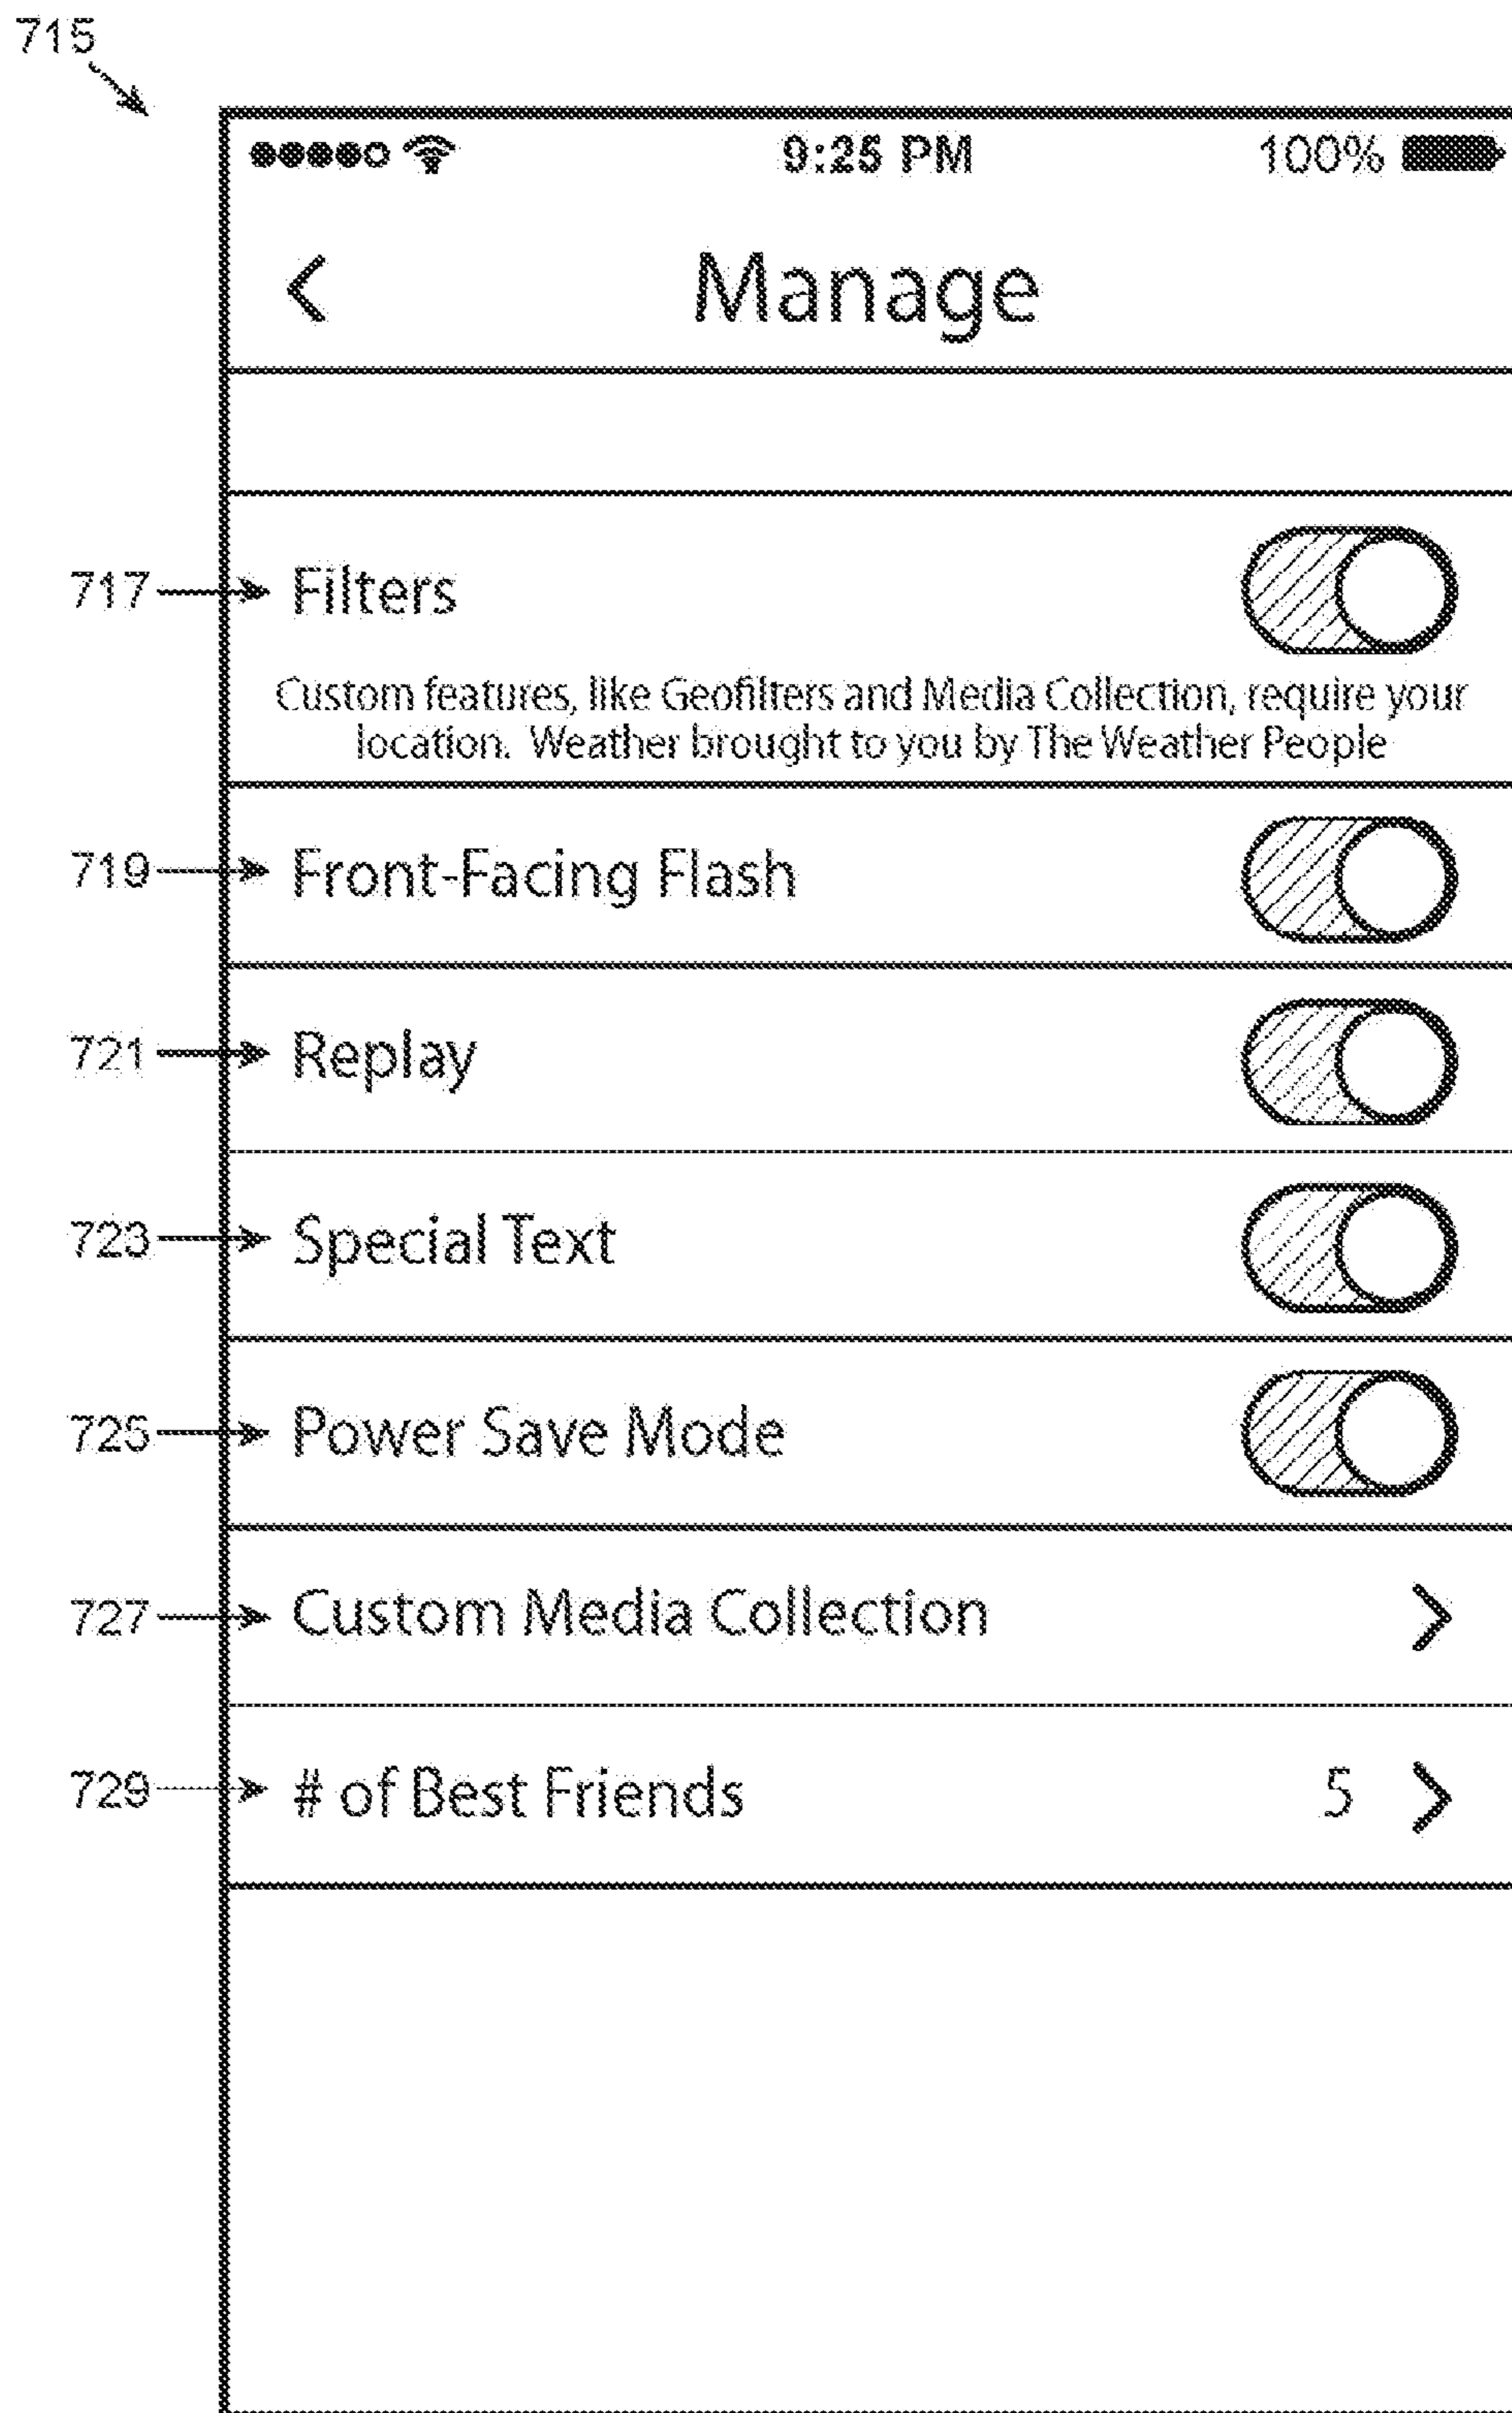 715
9:25 PM 100%
Manage
717 Filters
Custom features, like Geofilters and Media Collection, require your
location. Weather brought to you by The Weather People
719 Front-Facing Flash
721 Replay
723 Special Text
725 Power Save Mode
727 Custom Media Collection
729 # of Best Friends 5